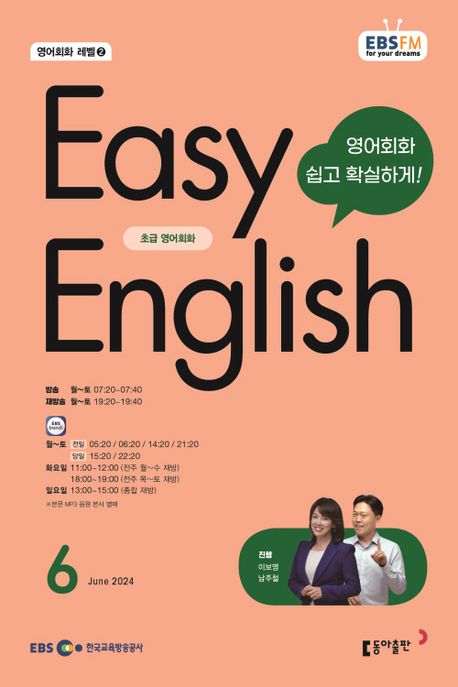 영어회화 레벨 2
EBS FM
for your dreams
Easy
영어회화
쉽고 확실하게!
초급 영어회화
English
방송 월~토 07:20~07:40
재방송 월~토 19:20~19:40
EBS
bandi
월~토 전일 05:20 / 06:20 / 14:20 / 21:20
당일 15:20 / 22:20
화요일 11:00~12:00 (전주 월~수 재방)
18:00~19:00 (전주 목~토 재방)
일요일 13:00~15:00 (종합 재방)
※본문 MP3 음원 본사 별매
진행
이보영
남주철
6 June 2024
EBS 한국교육방송공사
동아출판